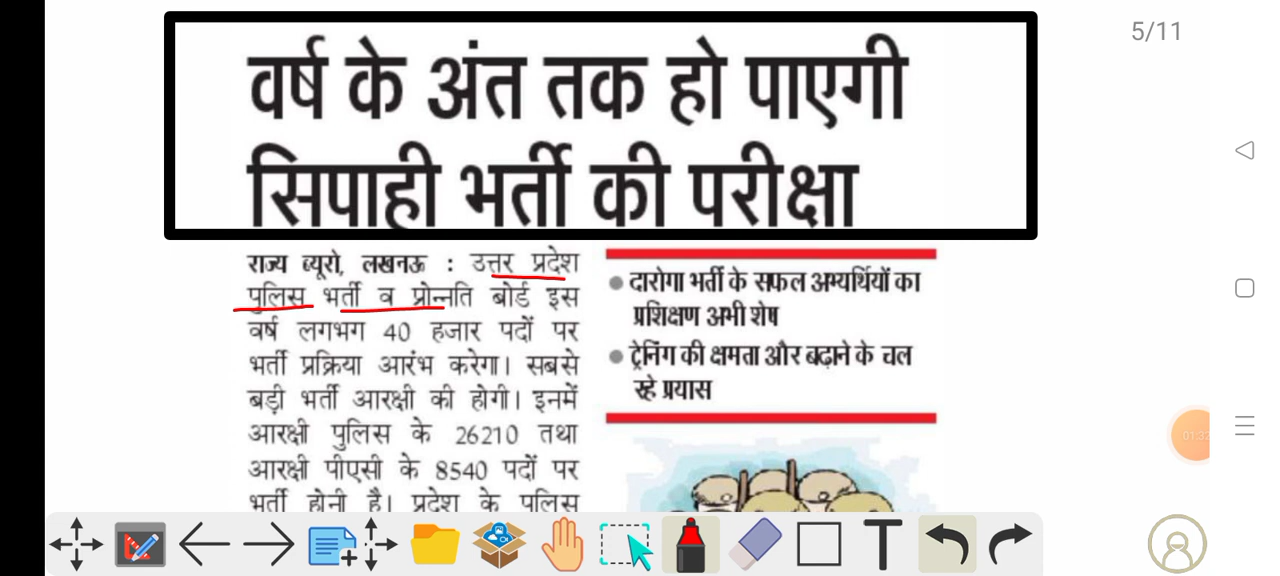 5/11
वर्ष के अंत तक हो पाएगी
सिपाही भर्ती की परीक्षा
राज्य ब्यूरो, लखनऊ : उत्तर प्रदेश
पुलिस भर्ती व प्रोन्नति बोर्ड इस
वर्ष लगभग 40 हजार पदों पर
भर्ती प्रक्रिया आरंभ करेगा। सबसे
बड़ी भर्ती आरक्षी की होगी। इनमें
आरक्षी पुलिस के 26210 तथा
आरक्षी पीएसी के 8540 पदों पर
भर्ती होनी है। प्रदेश के पुलिस
● दारोगा भर्ती के सफल अभ्यर्थियों का
प्रशिक्षण अभी शेष
● ट्रेनिंग की क्षमता और बढ़ाने के चल
रहे प्रयास
T